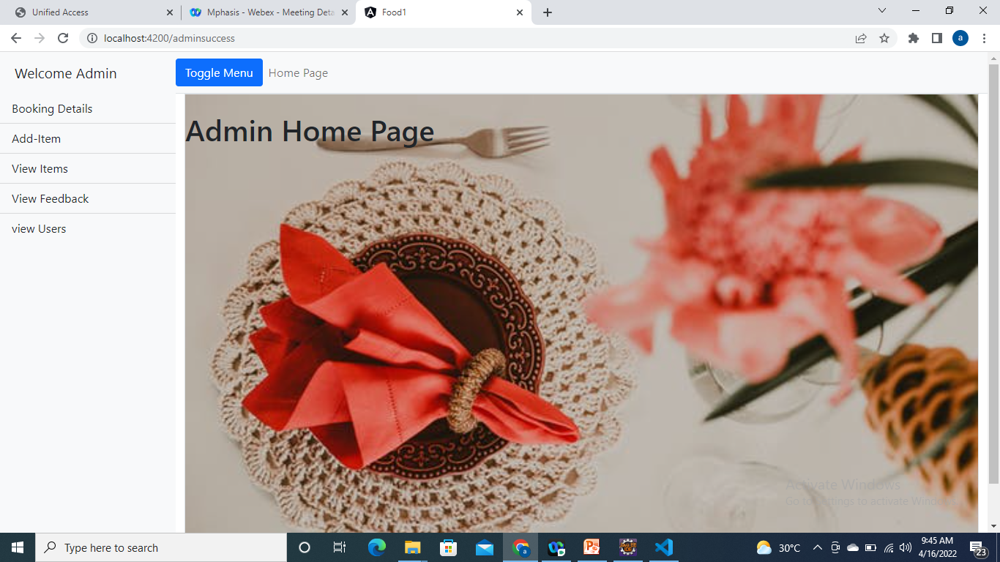 Unified Access
Mphasis - Webex - Meeting Deta
Food1
localhost:4200/adminsuccess
a
Welcome Admin
Toggle Menu
Home Page
Booking Details
Add-Item
View Items
View Feedback
view Users
Admin Home Page
Activate Windows
Go to Settings to activate Windows.
Type here to search
a
30°C
9:45 AM
4/16/2022
23